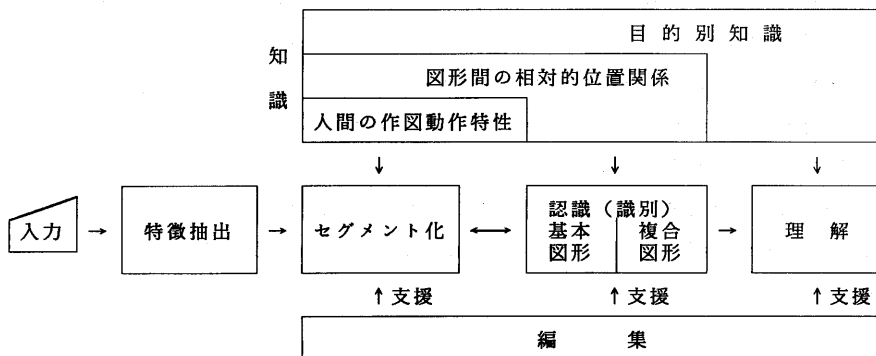 目的別知識
知識
図形間の相対的位置関係
人間の作図動作特性
↓ ↓ ↓
入力 → 特徴抽出 → セグメント化 ↔ 認識(識別) → 理解
基本図形 複合図形
↑支援 ↑支援 ↑支援
編集